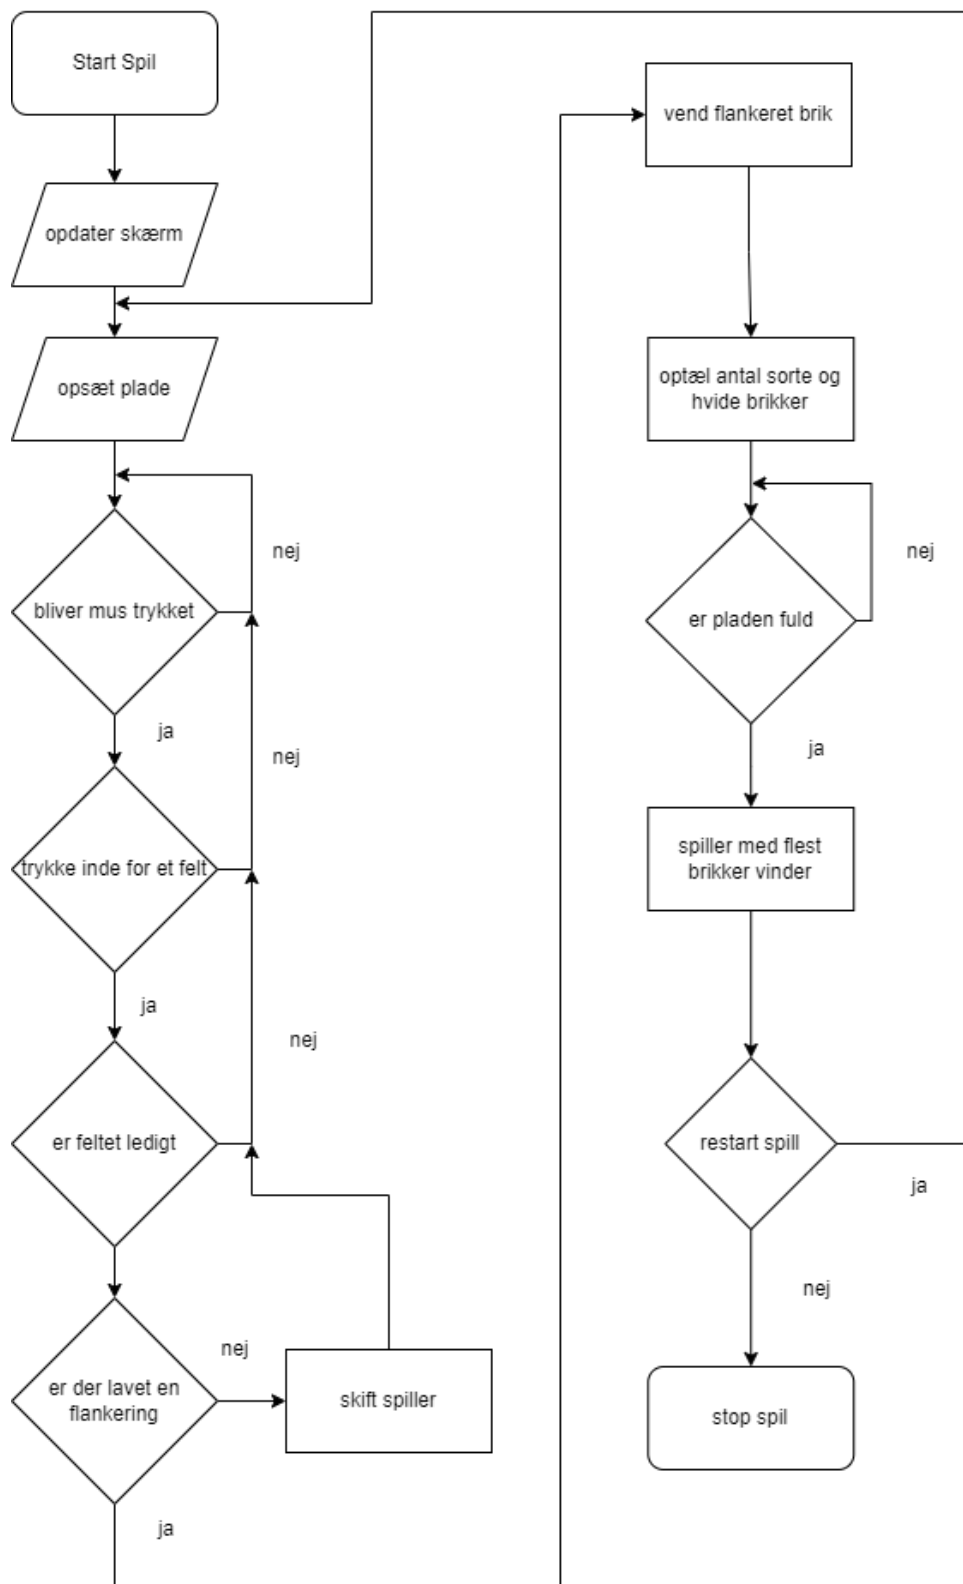 Start Spil
opdater skærm
opsæt plade
nej
bliver mus trykket
ja
nej
trykke inde for et felt
ja
nej
er feltet ledigt
nej
er der lavet en
flankering
skift spiller
ja
vend flankeret brik
optæl antal sorte og
hvide brikker
nej
er pladen fuld
ja
spiller med flest
brikker vinder
restart spill
ja
nej
stop spil